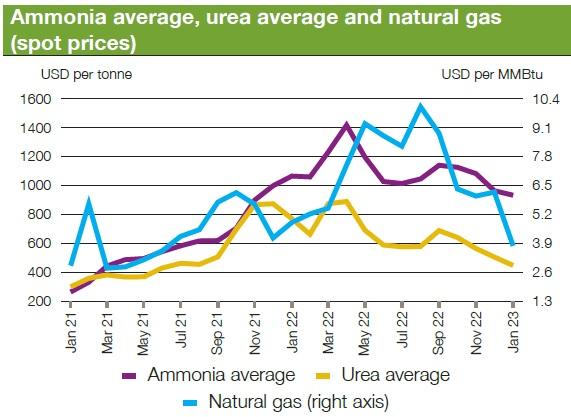 Ammonia average, urea average and natural gas
(spot prices)
USD per tonne USD per MMBtu
1600 10.4
1400 9.1
1200 7.8
1000 6.5
800 5.2
600 3.9
400 2.6
200 1.3
Jan 21 Mar 21 May 21 Jul 21 Sep 21 Nov 21 Jan 22 Mar 22 May 22 Jul 22 Sep 22 Nov 22 Jan 23
Ammonia average Urea average
Natural gas (right axis)